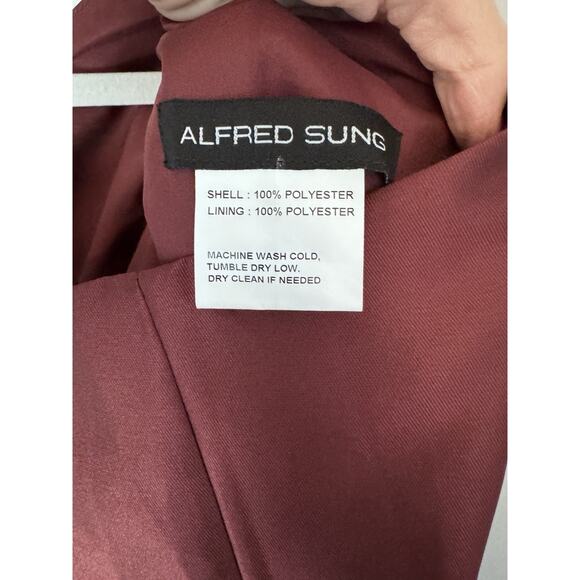 ALFRED SUNG
SHELL : 100% POLYESTER
LINING : 100% POLYESTER
MACHINE WASH COLD,
TUMBLE DRY LOW.
DRY CLEAN IF NEEDED